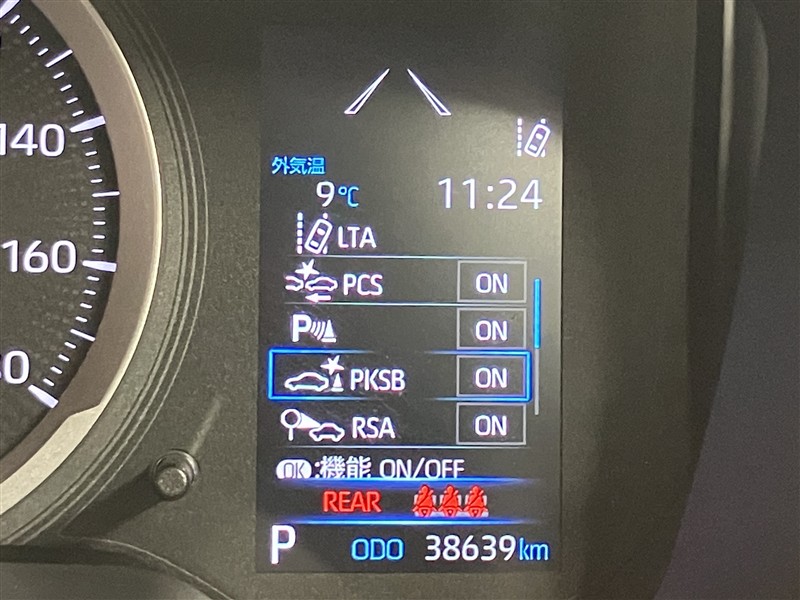 140
160
外気温
9℃ 11:24
LTA
PCS ON
P ON
PKSB ON
RSA ON
OK:機能 ON/OFF
REAR
P ODO 38639km